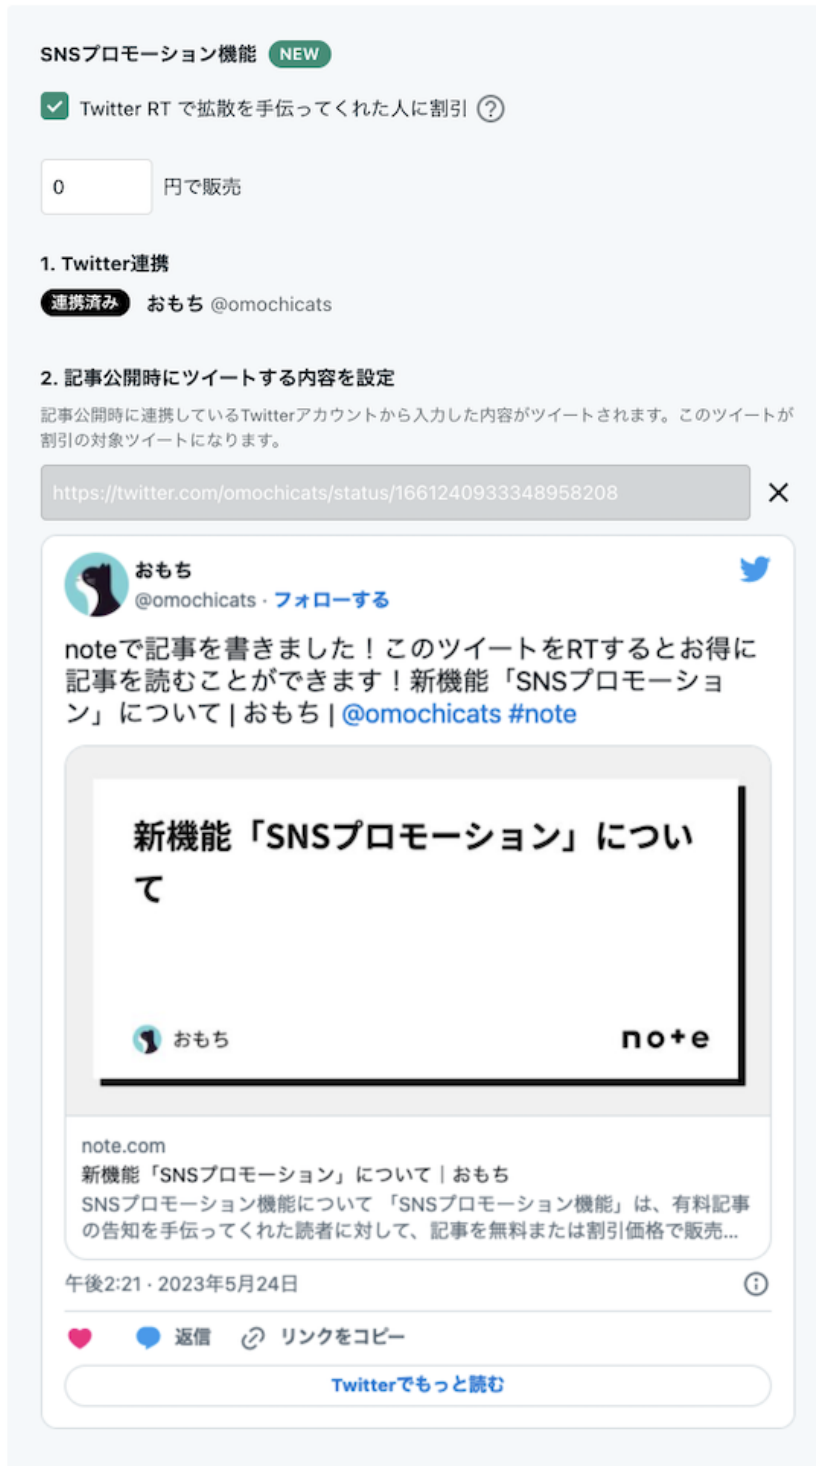 SNSプロモーション機能 NEW
Twitter RT で拡散を手伝ってくれた人に割引 ?
0 円で販売
1. Twitter連携
連携済み おもち @omochicats
2. 記事公開時にツイートする内容を設定
記事公開時に連携しているTwitterアカウントから入力した内容がツイートされます。このツイートが
割引の対象ツイートになります。
https://twitter.com/omochicats/status/1661240933348958208
おもち
@omochicats · フォローする
noteで記事を書きました！このツイートをRTするとお得に
記事を読むことができます！新機能「SNSプロモーショ
ン」について | おもち | @omochicats #note
新機能「SNSプロモーション」につい
て
おもち note
note.com
新機能「SNSプロモーション」について｜おもち
SNSプロモーション機能について 「SNSプロモーション機能」は、有料記事
の告知を手伝ってくれた読者に対して、記事を無料または割引価格で販売...
午後2:21 · 2023年5月24日
返信 リンクをコピー
Twitterでもっと読む